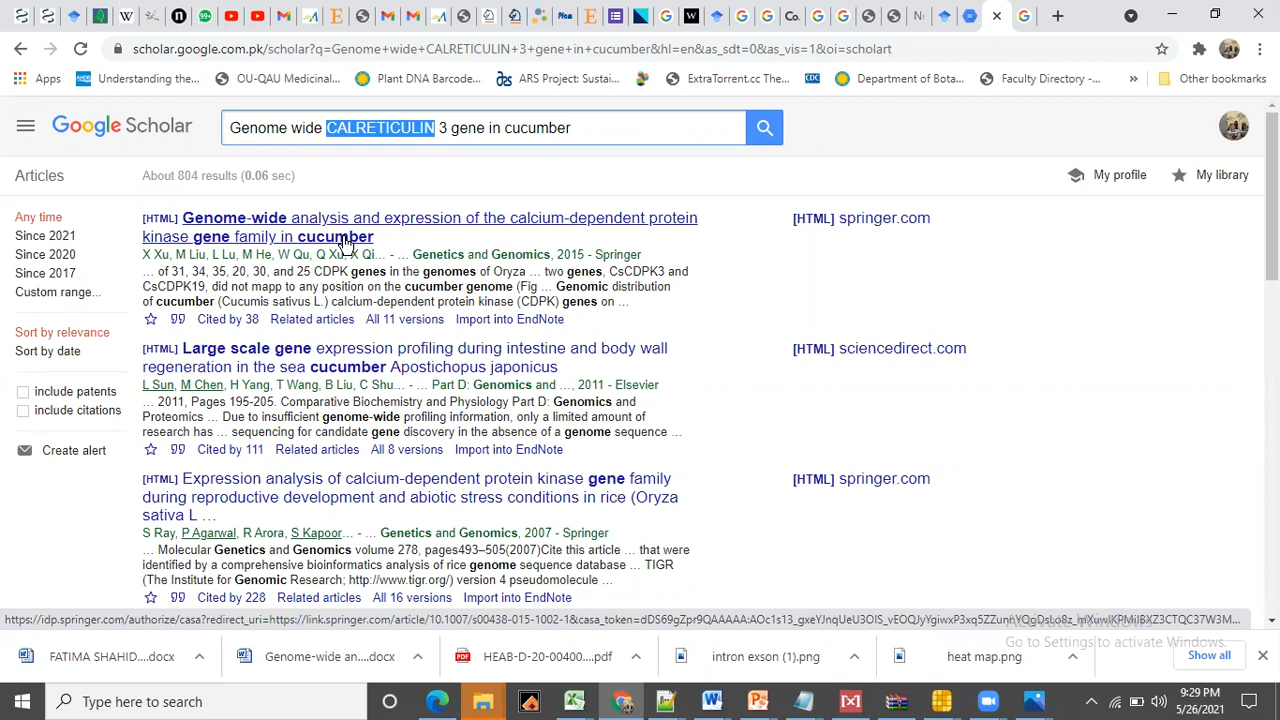 scholar.google.com.pk/scholar?q=Genome+wide+CALRETICULIN+3+gene+in+cucumber&hl=en&as_sdt=0&as_vis=1&oi=scholart
Apps
Understanding the...
OU-QAU Medicinal...
Plant DNA Barcode...
ARS Project: Sustai...
ExtraTorrent.cc The...
CDC
Department of Bota...
Faculty Directory -...
Other bookmarks
Google Scholar
Genome wide CALRETICULIN 3 gene in cucumber
Articles
About 804 results (0.06 sec)
My profile
My library
Any time
Since 2021
Since 2020
Since 2017
Custom range...
Sort by relevance
Sort by date
include patents
include citations
Create alert
[HTML] Genome-wide analysis and expression of the calcium-dependent protein
kinase gene family in cucumber
X Xu, M Liu, L Lu, M He, W Qu, Q Xu, X Qi... - ... Genetics and Genomics, 2015 - Springer
... of 31, 34, 35, 20, 30, and 25 CDPK genes in the genomes of Oryza ... two genes, CsCDPK3 and
CsCDPK19, did not mapp to any position on the cucumber genome (Fig ... Genomic distribution
of cucumber (Cucumis sativus L.) calcium-dependent protein kinase (CDPK) genes on ...
Cited by 38 Related articles All 11 versions Import into EndNote
[HTML] springer.com
[HTML] Large scale gene expression profiling during intestine and body wall
regeneration in the sea cucumber Apostichopus japonicus
L Sun, M Chen, H Yang, T Wang, B Liu, C Shu... - ... Part D: Genomics and ..., 2011 - Elsevier
... 2011, Pages 195-205. Comparative Biochemistry and Physiology Part D: Genomics and
Proteomics ... Due to insufficient genome-wide profiling information, only a limited amount of
research has ... sequencing for candidate gene discovery in the absence of a genome sequence ...
Cited by 111 Related articles All 8 versions Import into EndNote
[HTML] sciencedirect.com
[HTML] Expression analysis of calcium-dependent protein kinase gene family
during reproductive development and abiotic stress conditions in rice (Oryza
sativa L ...
S Ray, P Agarwal, R Arora, S Kapoor... - ... Genetics and Genomics, 2007 - Springer
... Molecular Genetics and Genomics volume 278, pages493–505(2007)Cite this article ... that were
identified by a comprehensive bioinformatics analysis of rice genome sequence database ... TIGR
(The Institute for Genomic Research; http://www.tigr.org/) version 4 pseudomolecule ...
Cited by 228 Related articles All 16 versions Import into EndNote
[HTML] springer.com
Activate Windows
Go to Settings to activate Windows.
FATIMA SHAHID.docx
Genome-wide an....docx
HEAR-D-20-00400....pdf
intron exson (1).png
heat map.png
Show all
Type here to search
9:29 PM
5/26/2021